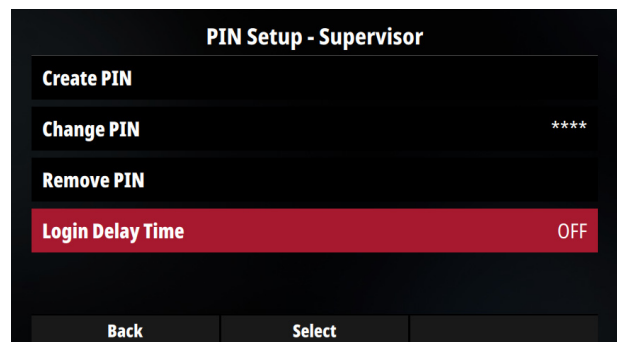 PIN Setup - Supervisor
Create PIN
Change PIN ****
Remove PIN
Login Delay Time OFF
Back Select